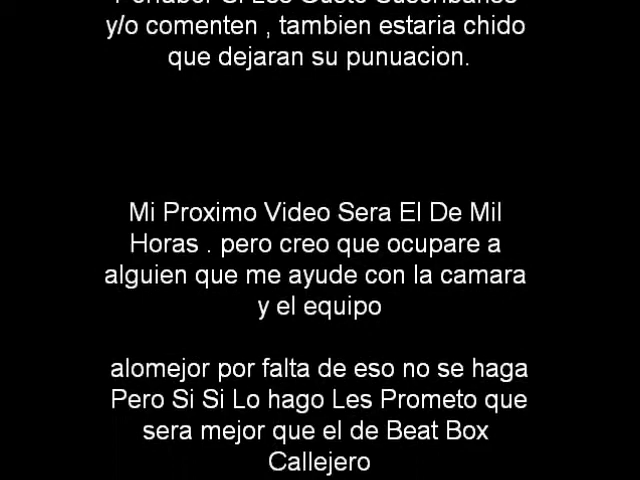 y/o comenten , tambien estaria chido
que dejaran su punuacion.
Mi Proximo Video Sera El De Mil
Horas . pero creo que ocupare a
alguien que me ayude con la camara
y el equipo
alomejor por falta de eso no se haga
Pero Si Si Lo hago Les Prometo que
sera mejor que el de Beat Box
Callejero